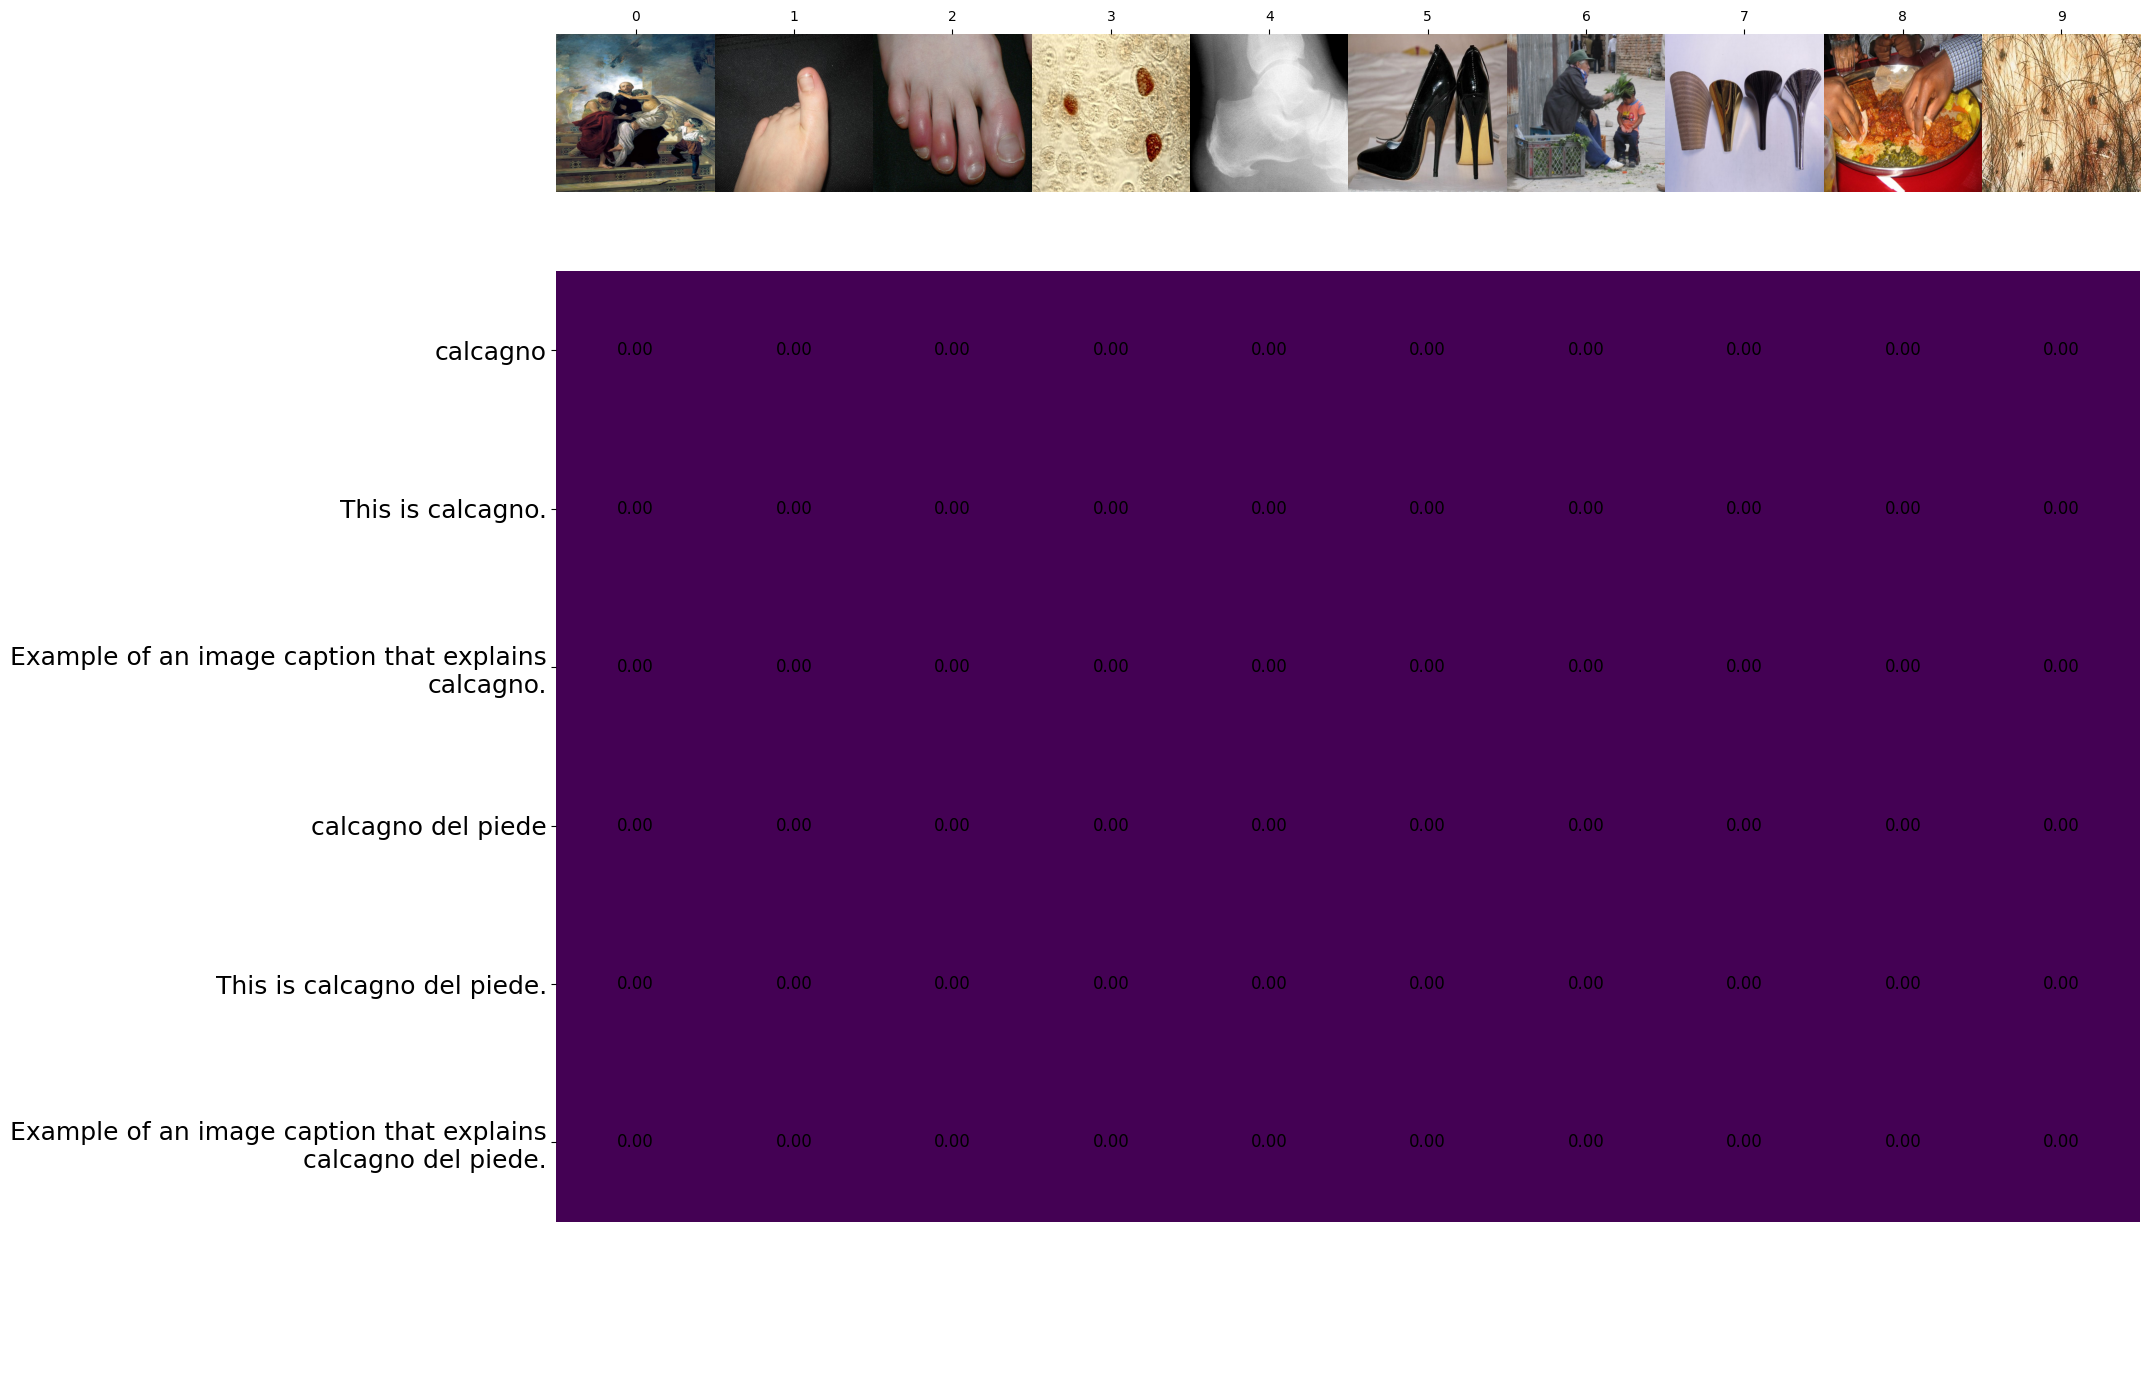 0 1 2 3 4 5 6 7 8 9
calcagno 0.00 0.00 0.00 0.00 0.00 0.00 0.00 0.00 0.00 0.00
This is calcagno. 0.00 0.00 0.00 0.00 0.00 0.00 0.00 0.00 0.00 0.00
Example of an image caption that explains
calcagno. 0.00 0.00 0.00 0.00 0.00 0.00 0.00 0.00 0.00 0.00
calcagno del piede 0.00 0.00 0.00 0.00 0.00 0.00 0.00 0.00 0.00 0.00
This is calcagno del piede. 0.00 0.00 0.00 0.00 0.00 0.00 0.00 0.00 0.00 0.00
Example of an image caption that explains
calcagno del piede. 0.00 0.00 0.00 0.00 0.00 0.00 0.00 0.00 0.00 0.00